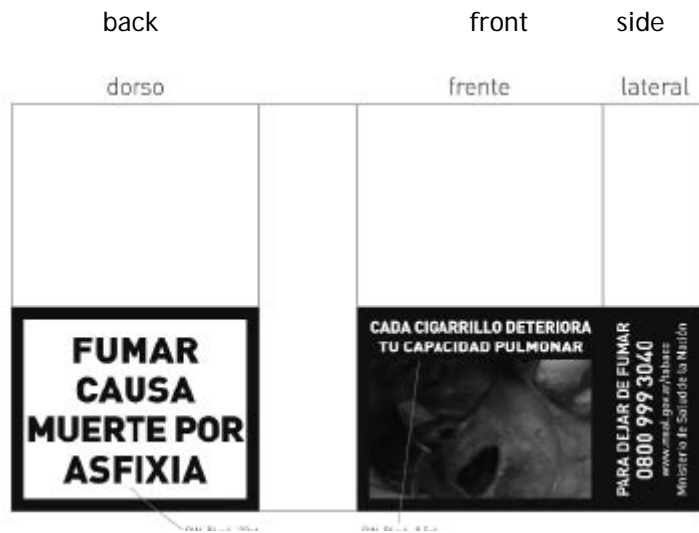 back front side
dorso frente lateral
FUMAR
CAUSA
MUERTE POR
ASFIXIA
CADA CIGARRILLO DETERIORA
TU CAPACIDAD PULMONAR
PARA DEJAR DE FUMAR
0800 999 3040
www.msal.gov.ar/tabaco
Ministerio de Salud de la Nación